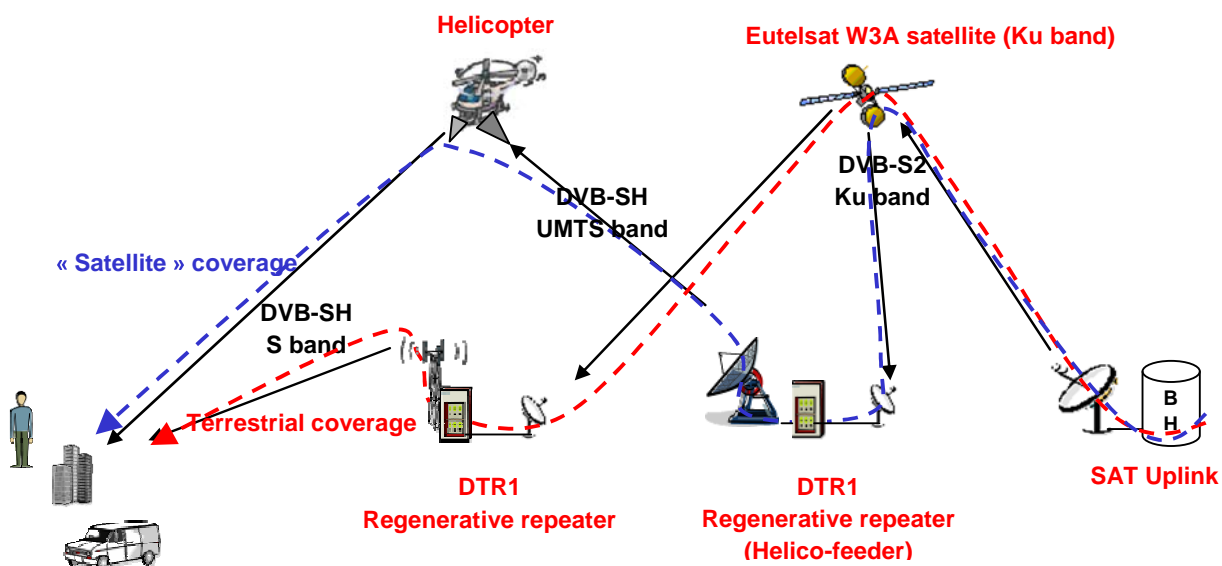 Helicopter
Eutelsat W3A satellite (Ku band)
DVB-S2
Ku band
DVB-SH
UMTS band
« Satellite » coverage
DVB-SH
S band
Terrestrial coverage
B
H
SAT Uplink
DTR1
Regenerative repeater
DTR1
Regenerative repeater
(Helico-feeder)